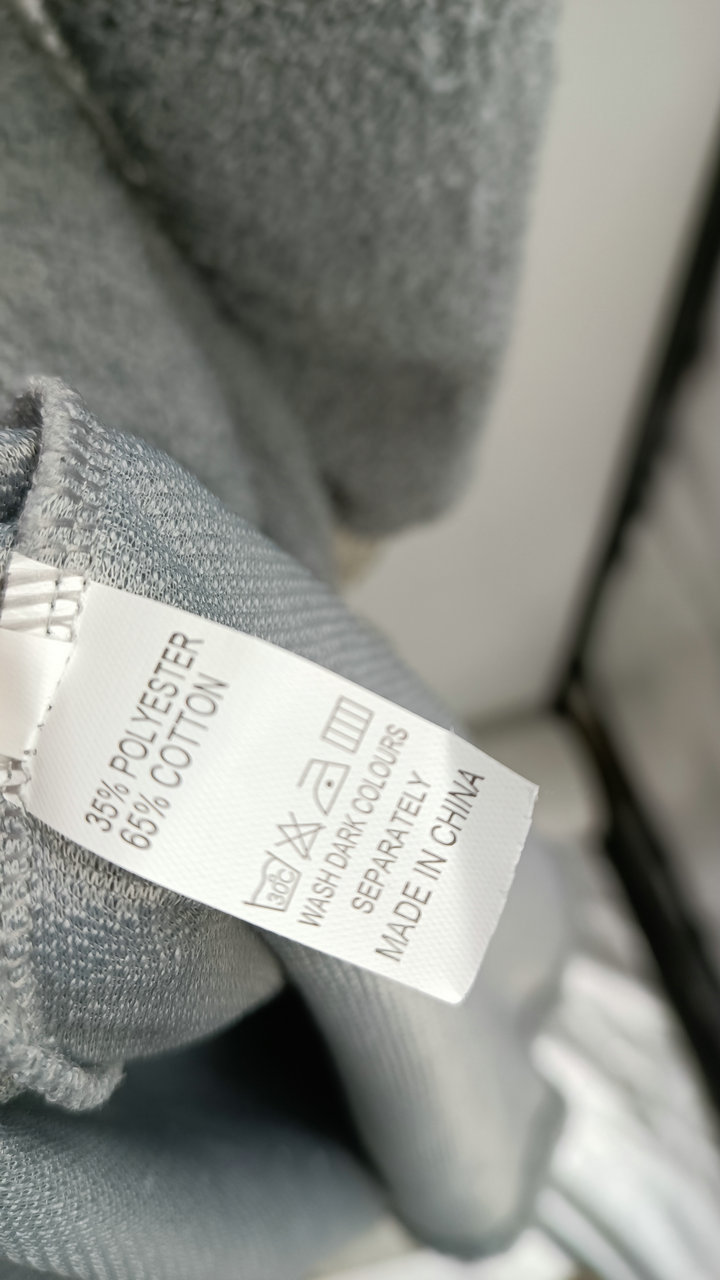 35% POLYESTER
65% COTTON
30℃
WASH DARK COLOURS
SEPARATELY
MADE IN CHINA